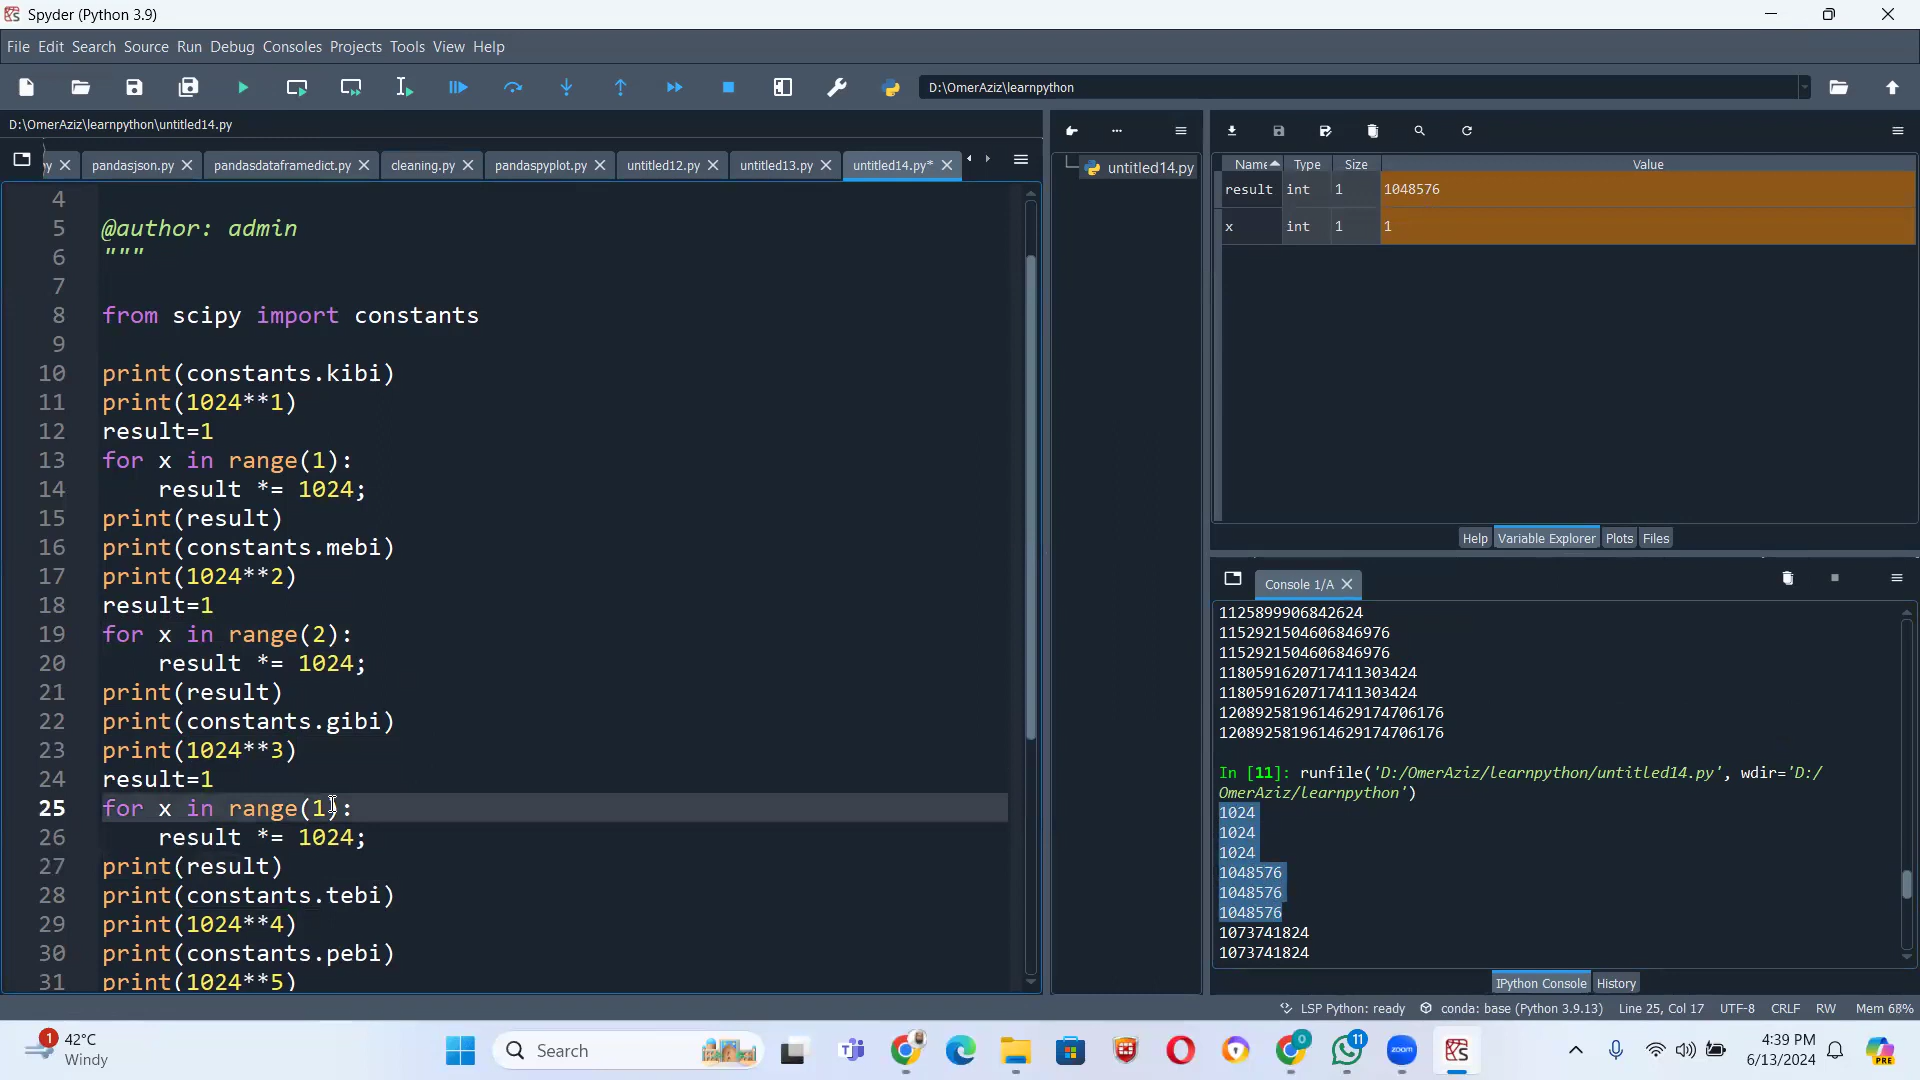 Spyder (Python 3.9)
File Edit Search Source Run Debug Consoles Projects Tools View Help
D:\OmerAziz\learnpython
D:\OmerAziz\learnpython\untitled14.py
pandasjson.py pandasdataframedict.py cleaning.py pandaspyplot.py untitled12.py untitled13.py untitled14.py*
4
5 @author: admin
6 """
7
8 from scipy import constants
9
10 print(constants.kibi)
11 print(1024**1)
12 result=1
13 for x in range(1):
14 result *= 1024;
15 print(result)
16 print(constants.mebi)
17 print(1024**2)
18 result=1
19 for x in range(2):
20 result *= 1024;
21 print(result)
22 print(constants.gibi)
23 print(1024**3)
24 result=1
25 for x in range(1):
26 result *= 1024;
27 print(result)
28 print(constants.tebi)
29 print(1024**4)
30 print(constants.pebi)
31 print(1024**5)
untitled14.py
Name Type Size Value
result int 1 1048576
x int 1 1
Help Variable Explorer Plots Files
Console 1/A
1125899906842624
1152921504606846976
1152921504606846976
1180591620717411303424
1180591620717411303424
1208925819614629174706176
1208925819614629174706176
In [11]: runfile('D:/OmerAziz/learnpython/untitled14.py', wdir='D:/
OmerAziz/learnpython')
1024
1024
1024
1048576
1048576
1048576
1073741824
1073741824
IPython Console History
LSP Python: ready conda: base (Python 3.9.13) Line 25, Col 17 UTF-8 CRLF RW Mem 68%
1 42°C
Windy
Search
11
zoom
4:39 PM
6/13/2024
PRE